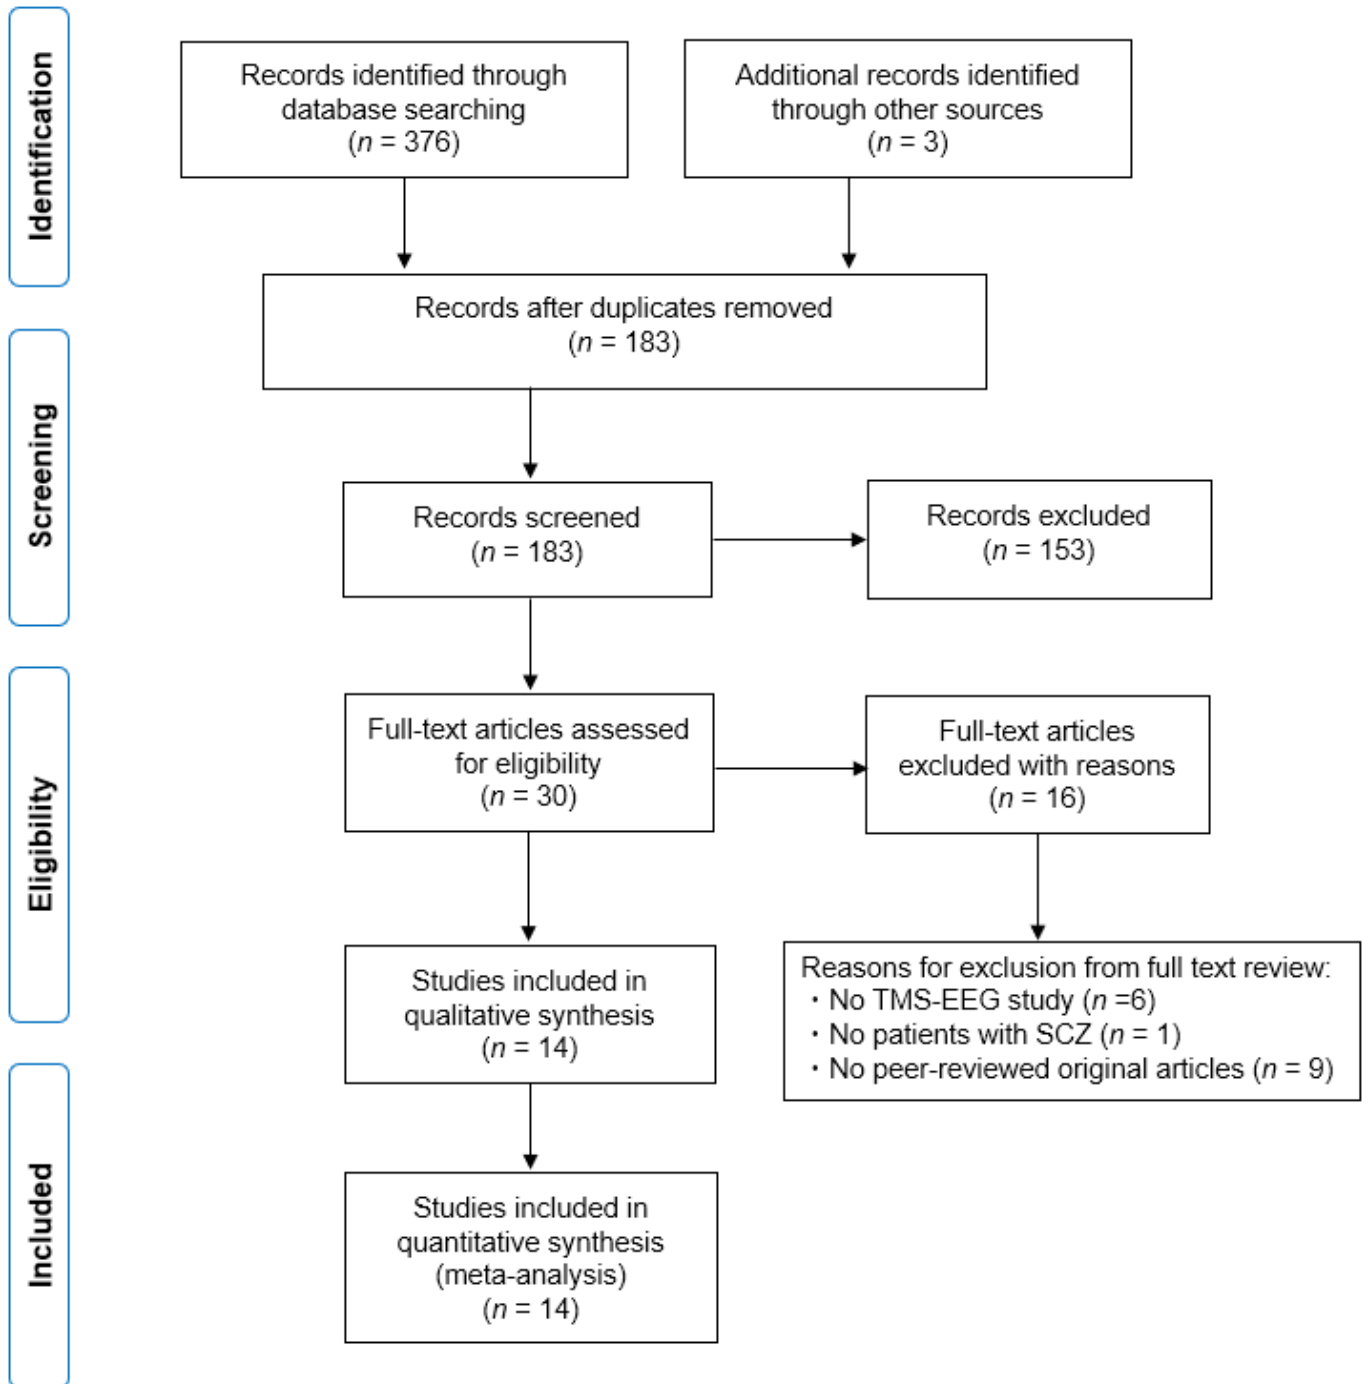 Identification
Records identified through
database searching
(n = 376)
Additional records identified
through other sources
(n = 3)
Records after duplicates removed
(n = 183)
Screening
Records screened
(n = 183)
Records excluded
(n = 153)
Eligibility
Full-text articles assessed
for eligibility
(n = 30)
Full-text articles
excluded with reasons
(n = 16)
Studies included in
qualitative synthesis
(n = 14)
Reasons for exclusion from full text review:
・No TMS-EEG study (n =6)
・No patients with SCZ (n = 1)
・No peer-reviewed original articles (n = 9)
Included
Studies included in
quantitative synthesis
(meta-analysis)
(n = 14)